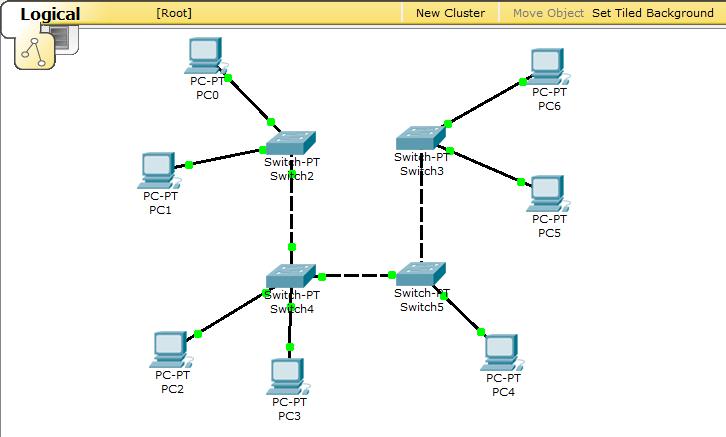 Logical
[Root]
New Cluster
Move Object
Set Tiled Background
PC-PT
PC0
PC-PT
PC6
Switch-PT
Switch2
Switch-PT
Switch3
PC-PT
PC1
PC-PT
PC5
Switch-PT
Switch4
Switch-PT
Switch5
PC-PT
PC2
PC-PT
PC3
PC-PT
PC4